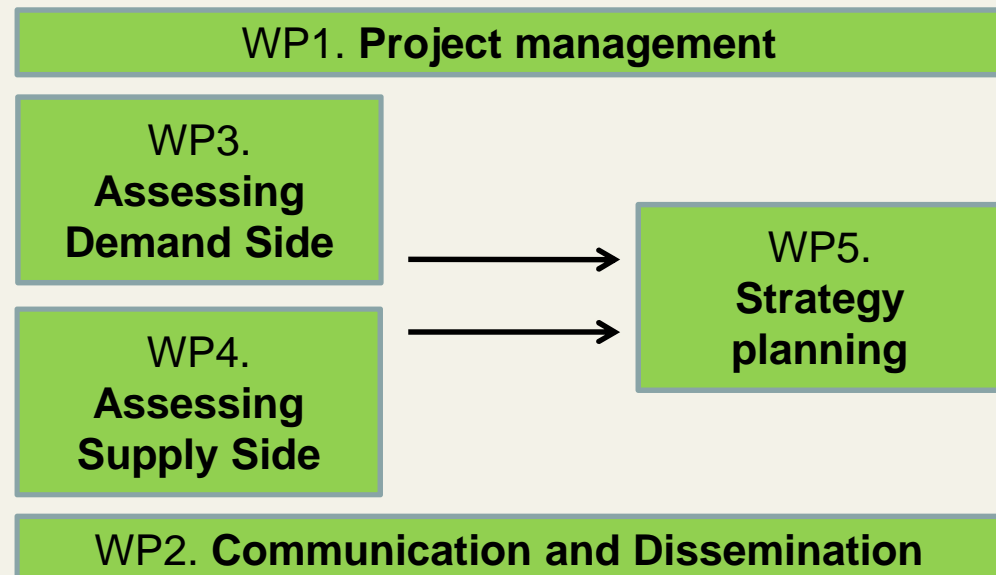 WP1. Project management
WP3.
Assessing
Demand Side
WP4.
Assessing
Supply Side
WP5.
Strategy
planning
WP2. Communication and Dissemination